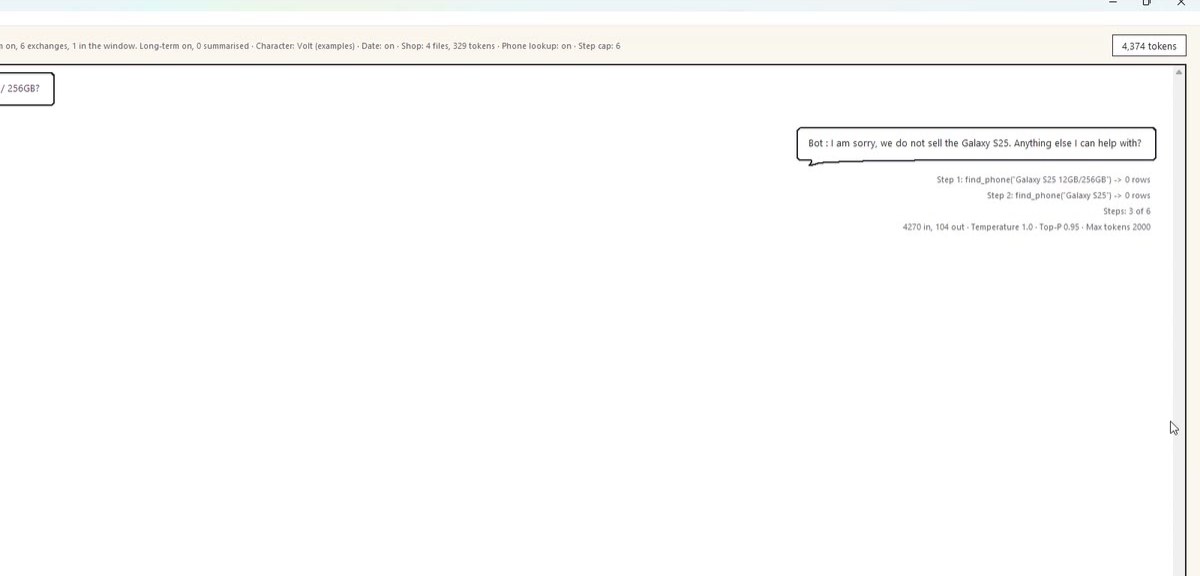 on, 6 exchanges, 1 in the window. Long-term on, 0 summarised · Character: Volt (examples) · Date: on · Shop: 4 files, 329 tokens · Phone lookup: on · Step cap: 6
4,374 tokens
/ 256GB?
Bot : I am sorry, we do not sell the Galaxy S25. Anything else I can help with?
Step 1: find_phone('Galaxy S25 12GB/256GB') -> 0 rows
Step 2: find_phone('Galaxy S25') -> 0 rows
Steps: 3 of 6
4270 in, 104 out · Temperature 1.0 · Top-P 0.95 · Max tokens 2000